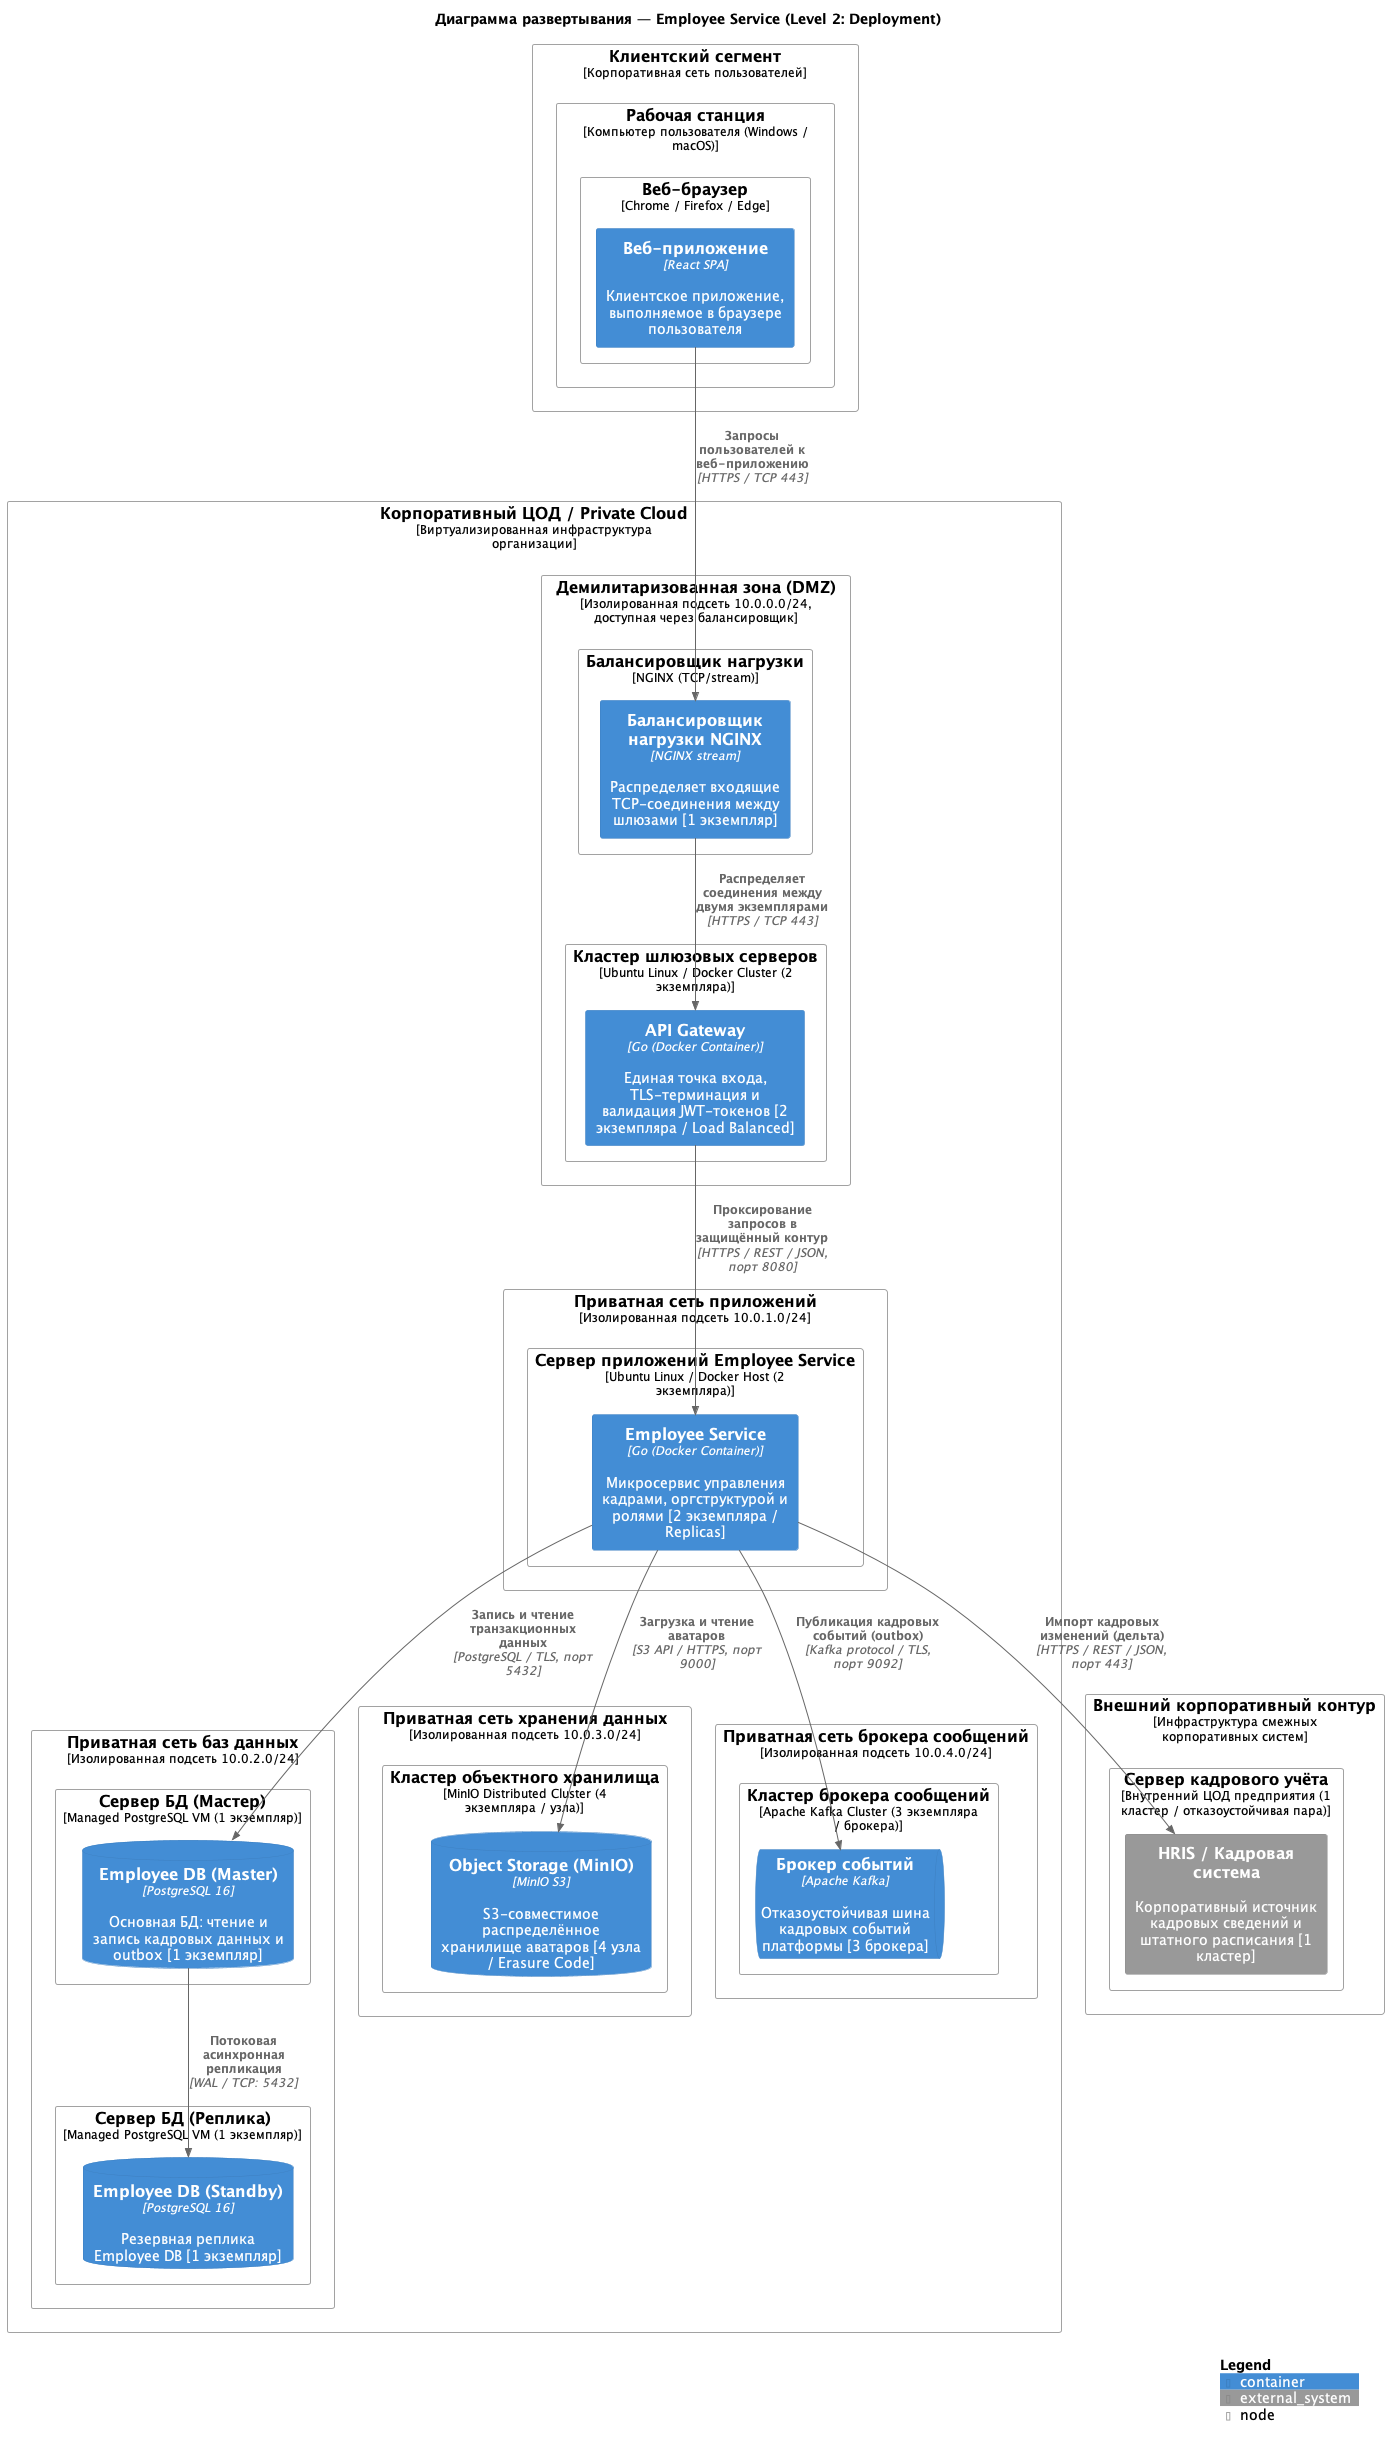 Диаграмма развертывания — Employee Service (Level 2: Deployment)
Клиентский сегмент
[Корпоративная сеть пользователей]
Рабочая станция
[Компьютер пользователя (Windows /
macOS)]
Веб-браузер
[Chrome / Firefox / Edge]
Веб-приложение
[React SPA]
Клиентское приложение,
выполняемое в браузере
пользователя
Запросы
пользователей к
веб-приложению
[HTTPS / TCP 443]
Корпоративный ЦОД / Private Cloud
[Виртуализированная инфраструктура
организации]
Демилитаризованная зона (DMZ)
[Изолированная подсеть 10.0.0.0/24,
доступная через балансировщик]
Балансировщик нагрузки
[NGINX (TCP/stream)]
Балансировщик
нагрузки NGINX
[NGINX stream]
Распределяет входящие
TCP-соединения между
шлюзами [1 экземпляр]
Распределяет
соединения между
двумя экземплярами
[HTTPS / TCP 443]
Кластер шлюзовых серверов
[Ubuntu Linux / Docker Cluster (2
экземпляра)]
API Gateway
[Go (Docker Container)]
Единая точка входа,
TLS-терминация и
валидация JWT-токенов [2
экземпляра / Load Balanced]
Проксирование
запросов в
защищённый контур
[HTTPS / REST / JSON,
порт 8080]
Приватная сеть приложений
[Изолированная подсеть 10.0.1.0/24]
Сервер приложений Employee Service
[Ubuntu Linux / Docker Host (2
экземпляра)]
Employee Service
[Go (Docker Container)]
Микросервис управления
кадрами, оргструктурой и
ролями [2 экземпляра /
Replicas]
Запись и чтение
транзакционных
данных
[PostgreSQL / TLS, порт
5432]
Загрузка и чтение
аватаров
[S3 API / HTTPS, порт
9000]
Публикация кадровых
событий (outbox)
[Kafka protocol / TLS,
порт 9092]
Импорт кадровых
изменений (дельта)
[HTTPS / REST / JSON,
порт 443]
Приватная сеть баз данных
[Изолированная подсеть 10.0.2.0/24]
Сервер БД (Мастер)
[Managed PostgreSQL VM (1 экземпляр)]
Employee DB (Master)
[PostgreSQL 16]
Основная БД: чтение и
запись кадровых данных и
outbox [1 экземпляр]
Приватная сеть хранения данных
[Изолированная подсеть 10.0.3.0/24]
Кластер объектного хранилища
[MinIO Distributed Cluster (4
экземпляра / узла)]
Object Storage (MinIO)
[MinIO S3]
S3-совместимое
распределённое
хранилище аватаров [4 узла
/ Erasure Code]
Приватная сеть брокера сообщений
[Изолированная подсеть 10.0.4.0/24]
Кластер брокера сообщений
[Apache Kafka Cluster (3 экземпляра
/ брокера)]
Брокер событий
[Apache Kafka]
Отказоустойчивая шина
кадровых событий
платформы [3 брокера]
Внешний корпоративный контур
[Инфраструктура смежных
корпоративных систем]
Сервер кадрового учёта
[Внутренний ЦОД предприятия (1
кластер / отказоустойчивая пара)]
HRIS / Кадровая
система
Корпоративный источник
кадровых сведений и
штатного расписания [1
кластер]
Потоковая
асинхронная
репликация
[WAL / TCP: 5432]
Сервер БД (Реплика)
[Managed PostgreSQL VM (1 экземпляр)]
Employee DB (Standby)
[PostgreSQL 16]
Резервная реплика
Employee DB [1 экземпляр]
Legend
container
external_system
node